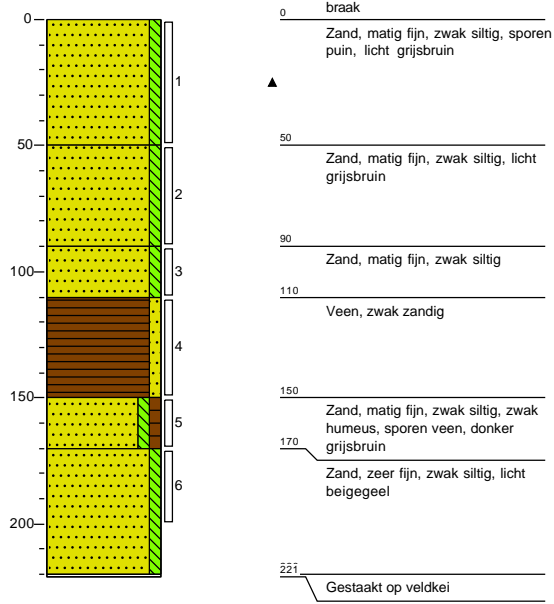 0
50
100
150
200
1
2
3
4
5
6
0
braak
Zand, matig fijn, zwak siltig, sporen
puin, licht grijsbruin
50
Zand, matig fijn, zwak siltig, licht
grijsbruin
90
Zand, matig fijn, zwak siltig
110
Veen, zwak zandig
150
Zand, matig fijn, zwak siltig, zwak
humeus, sporen veen, donker
grijsbruin
170
Zand, zeer fijn, zwak siltig, licht
beigegeel
221
Gestaakt op veldkei